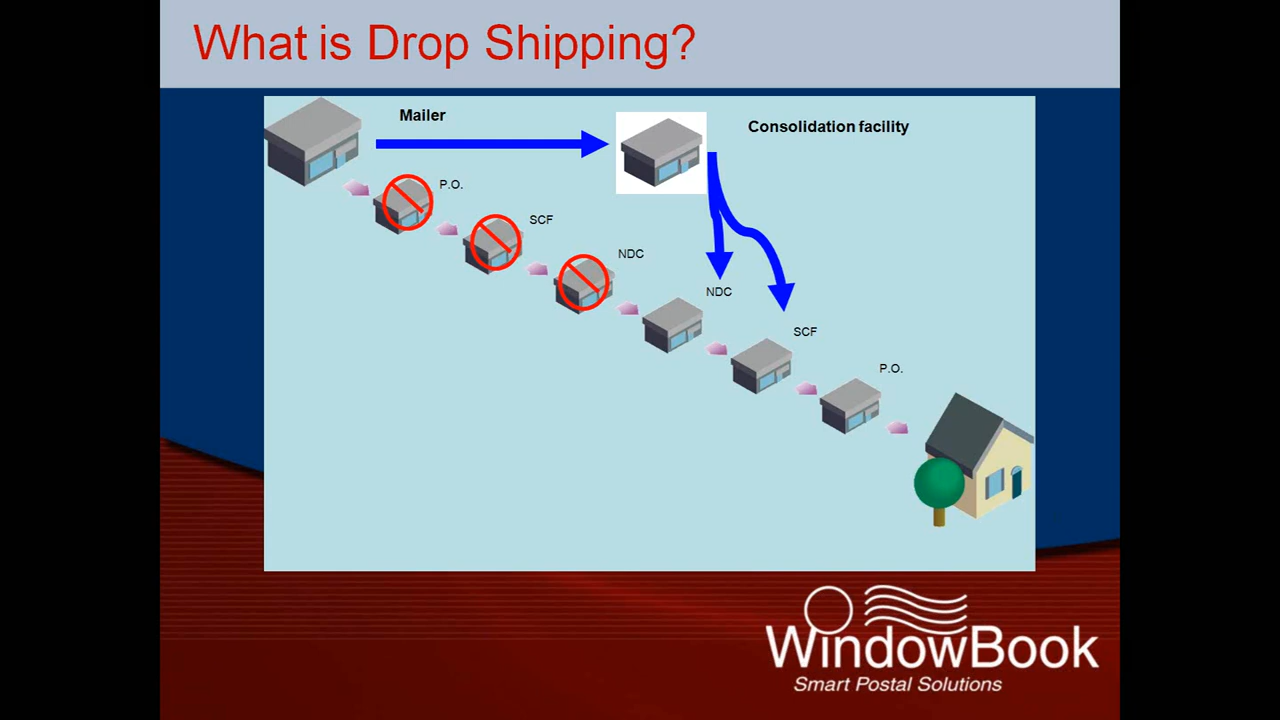 What is Drop Shipping?
Mailer
Consolidation facility
P.O.
SCF
NDC
NDC
SCF
P.O.
WindowBook
Smart Postal Solutions